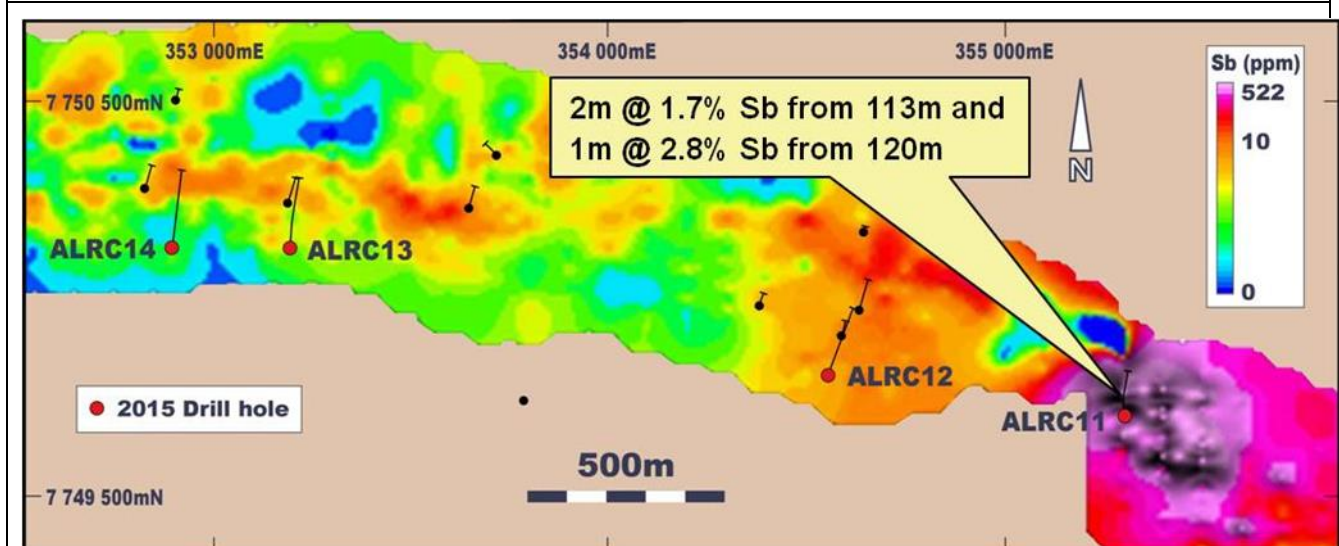 353 000mE
354 000mE
355 000mE
Sb (ppm)
522
10
0
7 750 500mN
2m @ 1.7% Sb from 113m and
1m @ 2.8% Sb from 120m
N
ALRC14
ALRC13
ALRC12
ALRC11
2015 Drill hole
500m
7 749 500mN